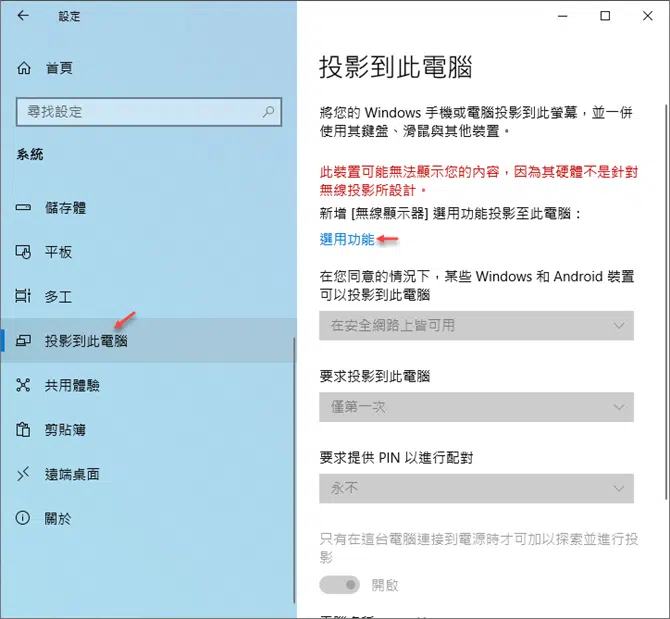 設定
首頁
尋找設定
系統
儲存體
平板
多工
投影到此電腦
共用體驗
剪貼簿
遠端桌面
關於
投影到此電腦
將您的 Windows 手機或電腦投影到此螢幕，並一併
使用其鍵盤、滑鼠與其他裝置。
此裝置可能無法顯示您的內容，因為其硬體不是針對
無線投影所設計。
新增 [無線顯示器] 選用功能投影至此電腦：
選用功能
在您同意的情況下，某些 Windows 和 Android 裝置
可以投影到此電腦
在安全網路上皆可用
要求投影到此電腦
僅第一次
要求提供 PIN 以進行配對
永不
只有在這台電腦連接到電源時才可加以探索並進行投
影
開啟